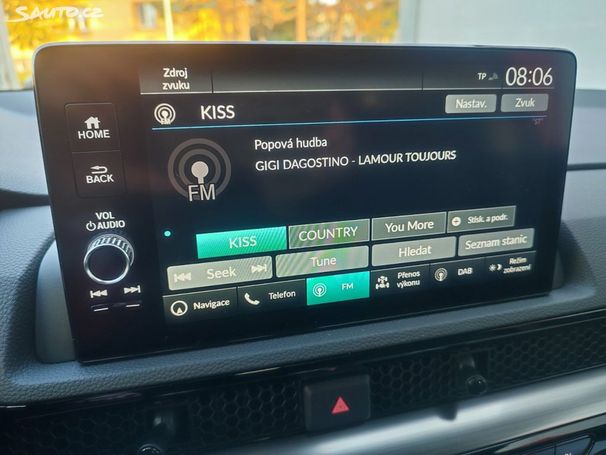 SAUTO.CZ
Zdroj
zvuku
TP
08:06
FM
KISS
Nastav.
Zvuk
HOME
"ST"
Popová hudba
GIGI DAGOSTINO - LAMOUR TOUJOURS
FM
BACK
VOL
AUDIO
KISS
COUNTRY
You More
Stisk. a podr.
Seek
Tune
Hledat
Seznam stanic
Navigace
Telefon
FM
Přenos
výkonu
DAB
Režim
zobrazení